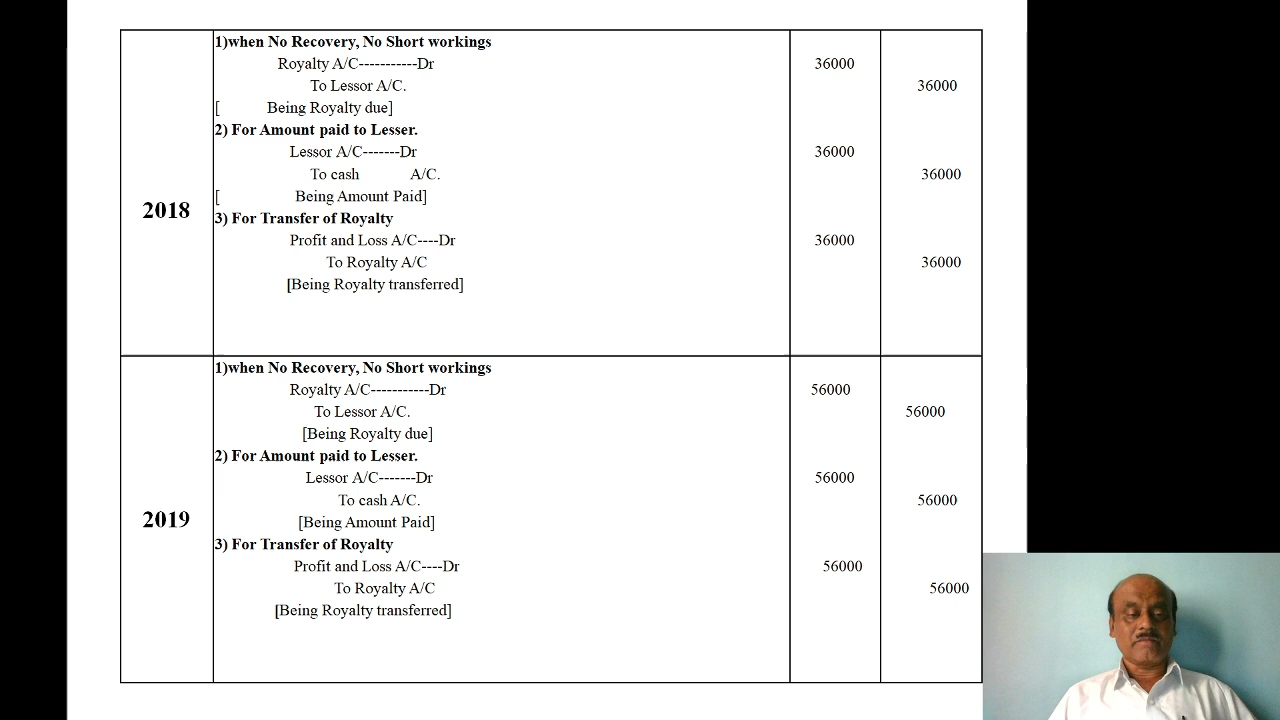 1)when No Recovery, No Short workings
Royalty A/C-----------Dr 36000
To Lessor A/C. 36000
[ Being Royalty due]
2) For Amount paid to Lesser.
Lessor A/C-------Dr 36000
To cash A/C. 36000
[ Being Amount Paid]
2018
3) For Transfer of Royalty
Profit and Loss A/C----Dr 36000
To Royalty A/C 36000
[Being Royalty transferred]
1)when No Recovery, No Short workings
Royalty A/C-----------Dr 56000
To Lessor A/C. 56000
[Being Royalty due]
2) For Amount paid to Lesser.
Lessor A/C-------Dr 56000
To cash A/C. 56000
[Being Amount Paid]
2019
3) For Transfer of Royalty
Profit and Loss A/C----Dr 56000
To Royalty A/C 56000
[Being Royalty transferred]